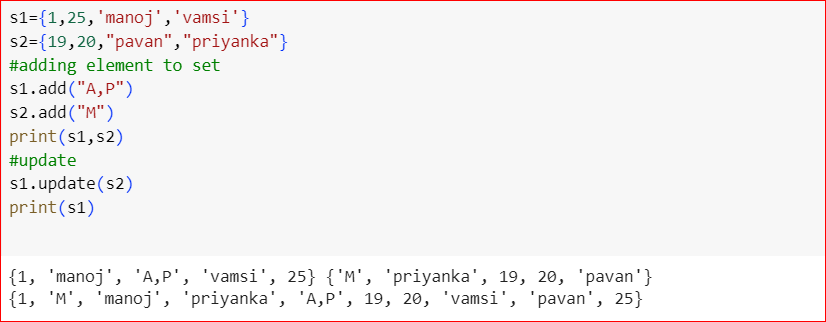 s1={1,25,'manoj','vamsi'}
s2={19,20,"pavan","priyanka"}
#adding element to set
s1.add("A,P")
s2.add("M")
print(s1,s2)
#update
s1.update(s2)
print(s1)
{1, 'manoj', 'A,P', 'vamsi', 25} {'M', 'priyanka', 19, 20, 'pavan'}
{1, 'M', 'manoj', 'priyanka', 'A,P', 19, 20, 'vamsi', 'pavan', 25}